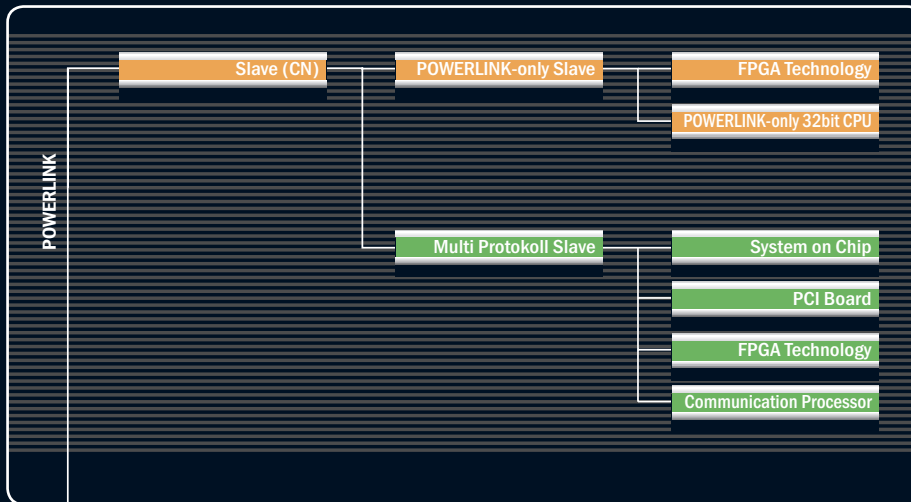 POWERLINK
Slave (CN)
POWERLINK-only Slave
FPGA Technology
POWERLINK-only 32bit CPU
Multi Protokoll Slave
System on Chip
PCI Board
FPGA Technology
Communication Processor